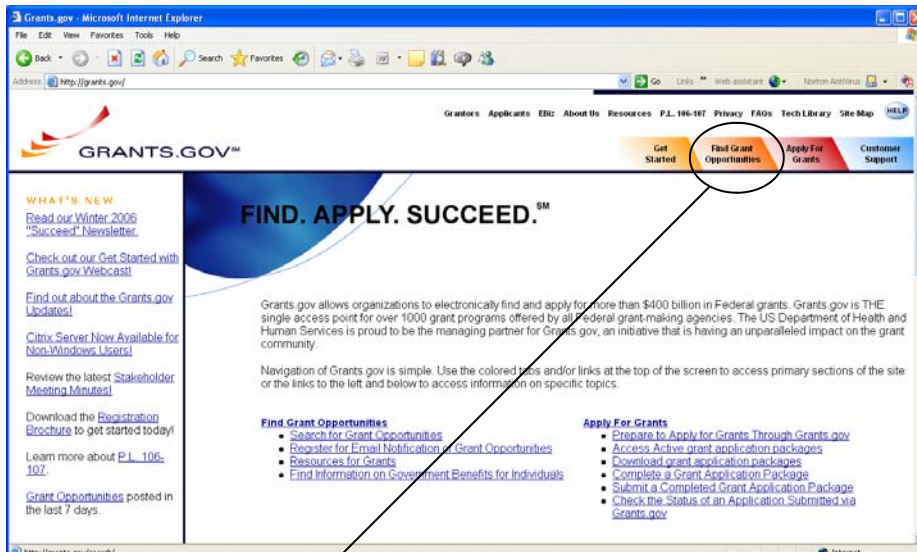 Grants.gov - Microsoft Internet Explorer
File Edit View Favorites Tools Help
Back Search Favorites
Address http://grants.gov/ Go Links » Web assistant Norton AntiVirus
Grantors Applicants EBiz About Us Resources P.L. 106-107 Privacy FAQs Tech Library Site Map HELP
GRANTS.GOV℠
Get Started
Find Grant Opportunities
Apply For Grants
Customer Support
WHAT'S NEW
Read our Winter 2006
"Succeed" Newsletter.
Check out our Get Started with
Grants.gov Webcast!
Find out about the Grants.gov
Updates!
Citrix Server Now Available for
Non-Windows Users!
Review the latest Stakeholder
Meeting Minutes!
Download the Registration
Brochure to get started today!
Learn more about P.L. 106-
107.
Grant Opportunities posted in
the last 7 days.
FIND. APPLY. SUCCEED.℠
Grants.gov allows organizations to electronically find and apply for more than $400 billion in Federal grants. Grants.gov is THE
single access point for over 1000 grant programs offered by all Federal grant-making agencies. The US Department of Health and
Human Services is proud to be the managing partner for Grants.gov, an initiative that is having an unparalleled impact on the grant
community.
Navigation of Grants.gov is simple. Use the colored tabs and/or links at the top of the screen to access primary sections of the site
or the links to the left and below to access information on specific topics.
Find Grant Opportunities
Search for Grant Opportunities
Register for Email Notification of Grant Opportunities
Resources for Grants
Find Information on Government Benefits for Individuals
Apply For Grants
Prepare to Apply for Grants Through Grants.gov
Access Active grant application packages
Download grant application packages
Complete a Grant Application Package
Submit a Completed Grant Application Package
Check the Status of an Application Submitted via
Grants.gov
http://grants.gov/search/ Internet